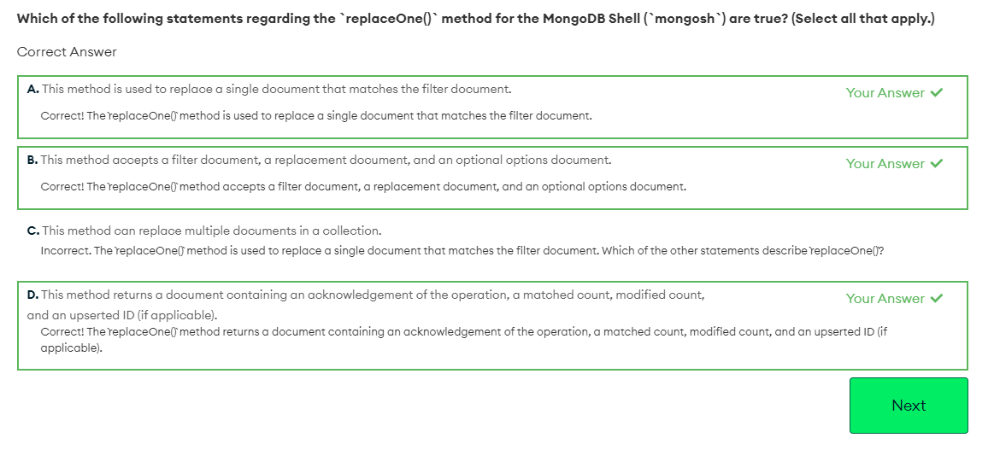 Which of the following statements regarding the `replaceOne()` method for the MongoDB Shell (`mongosh`) are true? (Select all that apply.)
Correct Answer
A. This method is used to replace a single document that matches the filter document.
Your Answer ✓
Correct! The `replaceOne()` method is used to replace a single document that matches the filter document.
B. This method accepts a filter document, a replacement document, and an optional options document.
Your Answer ✓
Correct! The `replaceOne()` method accepts a filter document, a replacement document, and an optional options document.
C. This method can replace multiple documents in a collection.
Incorrect. The `replaceOne()` method is used to replace a single document that matches the filter document. Which of the other statements describe `replaceOne()`?
D. This method returns a document containing an acknowledgement of the operation, a matched count, modified count,
Your Answer ✓
and an upserted ID (if applicable).
Correct! The `replaceOne()` method returns a document containing an acknowledgement of the operation, a matched count, modified count, and an upserted ID (if
applicable).
Next